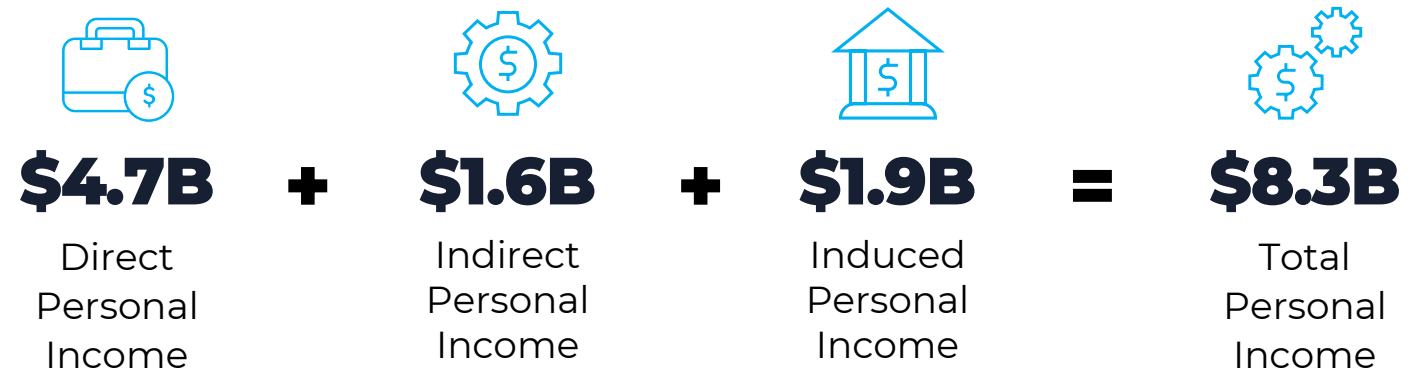 $4.7B + $1.6B + $1.9B = $8.3B
Direct
Personal
Income
Indirect
Personal
Income
Induced
Personal
Income
Total
Personal
Income